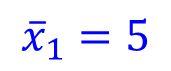 x̄₁ = 5